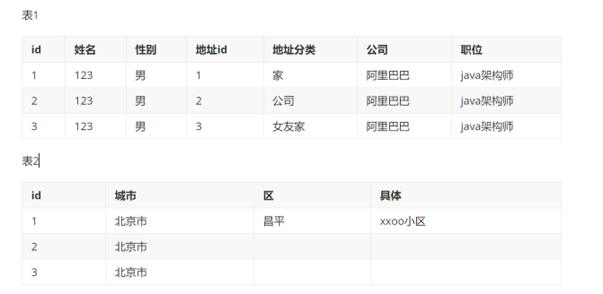 表1
id 姓名 性别 地址id 地址分类 公司 职位
1 123 男 1 家 阿里巴巴 java架构师
2 123 男 2 公司 阿里巴巴 java架构师
3 123 男 3 女友家 阿里巴巴 java架构师
表2
id 城市 区 具体
1 北京市 昌平 xxoo小区
2 北京市
3 北京市